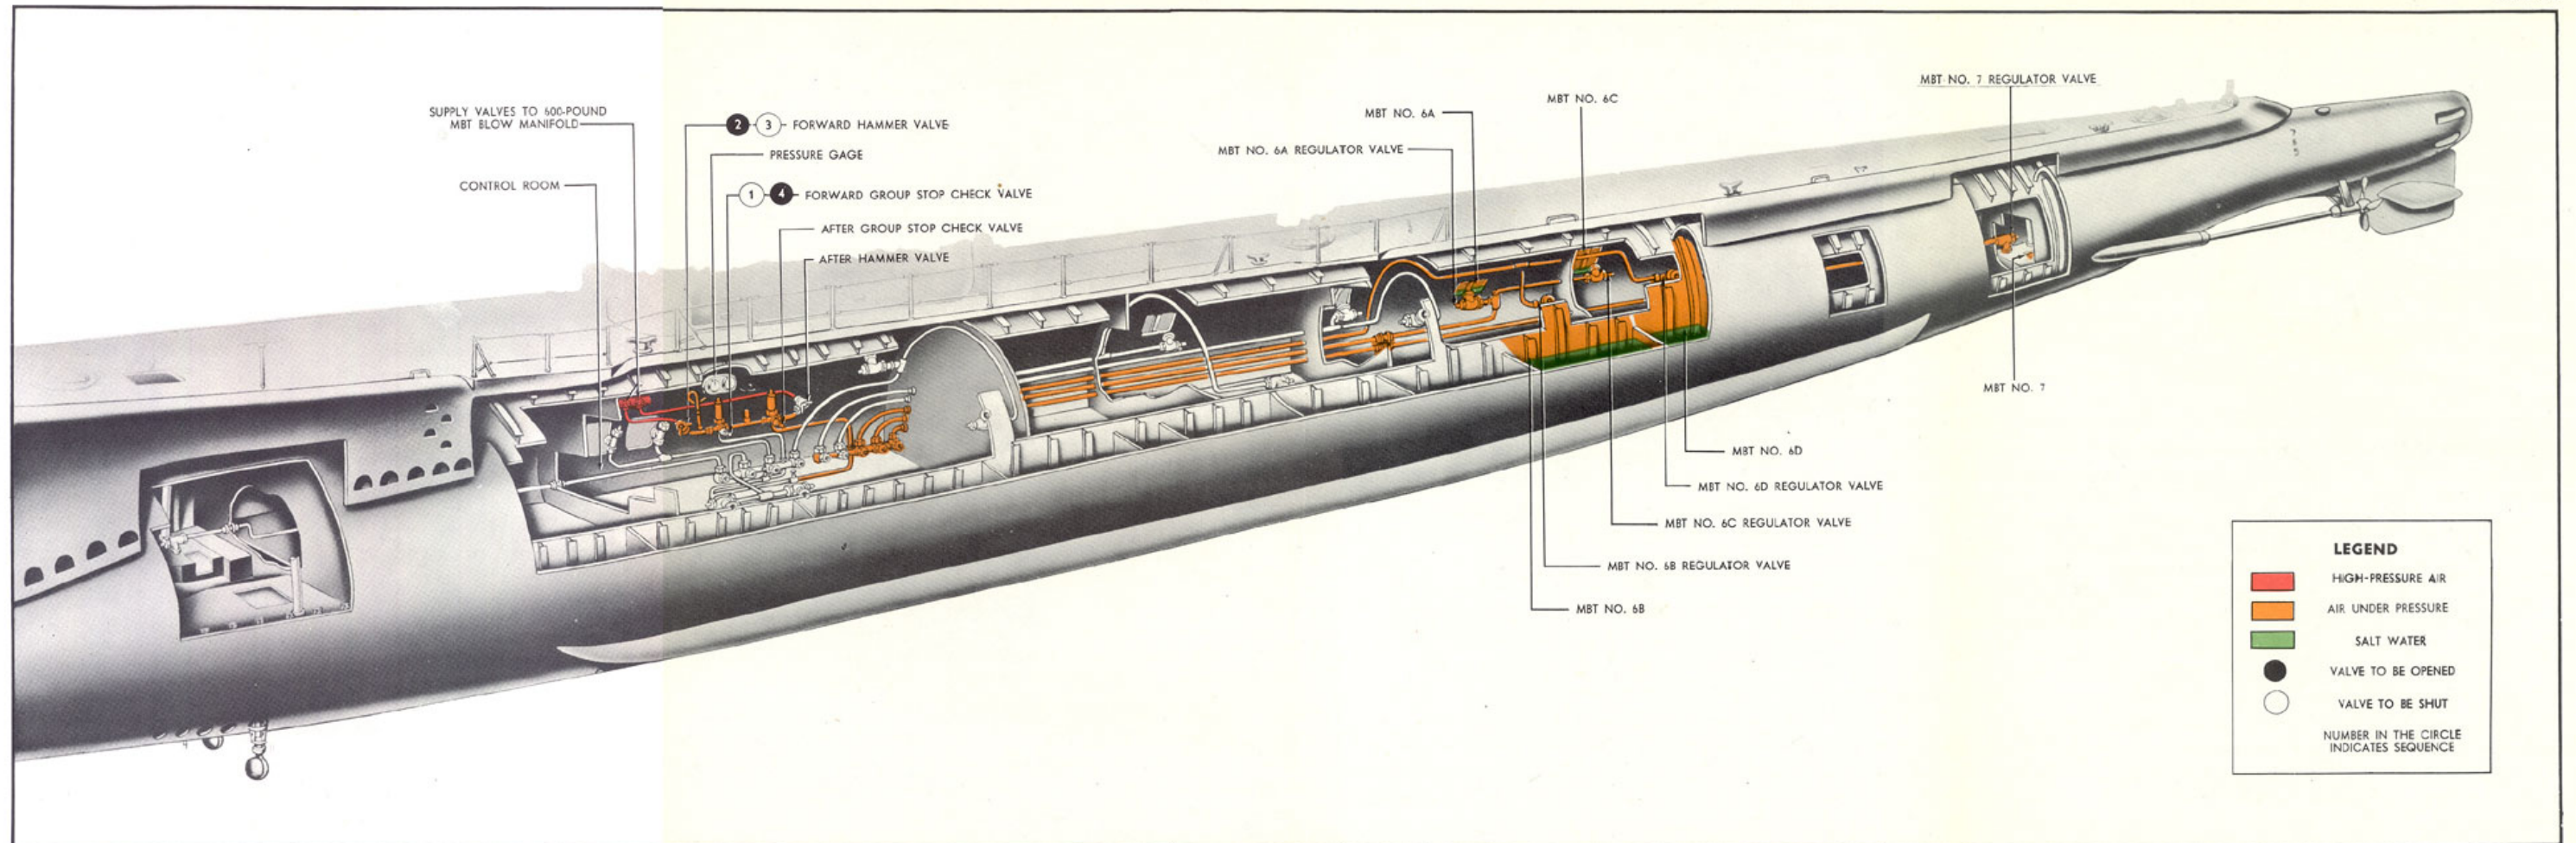 SUPPLY VALVES TO 600-POUND
MBT BLOW MANIFOLD
CONTROL ROOM
2 3 FORWARD HAMMER VALVE
PRESSURE GAGE
1 4 FORWARD GROUP STOP CHECK VALVE
AFTER GROUP STOP CHECK VALVE
AFTER HAMMER VALVE
MBT NO. 6A
MBT NO. 6A REGULATOR VALVE
MBT NO. 6C
MBT NO. 7 REGULATOR VALVE
MBT NO. 7
MBT NO. 6D
MBT NO. 6D REGULATOR VALVE
MBT NO. 6C REGULATOR VALVE
MBT NO. 6B REGULATOR VALVE
MBT NO. 6B
LEGEND
HIGH-PRESSURE AIR
AIR UNDER PRESSURE
SALT WATER
VALVE TO BE OPENED
VALVE TO BE SHUT
NUMBER IN THE CIRCLE
INDICATES SEQUENCE